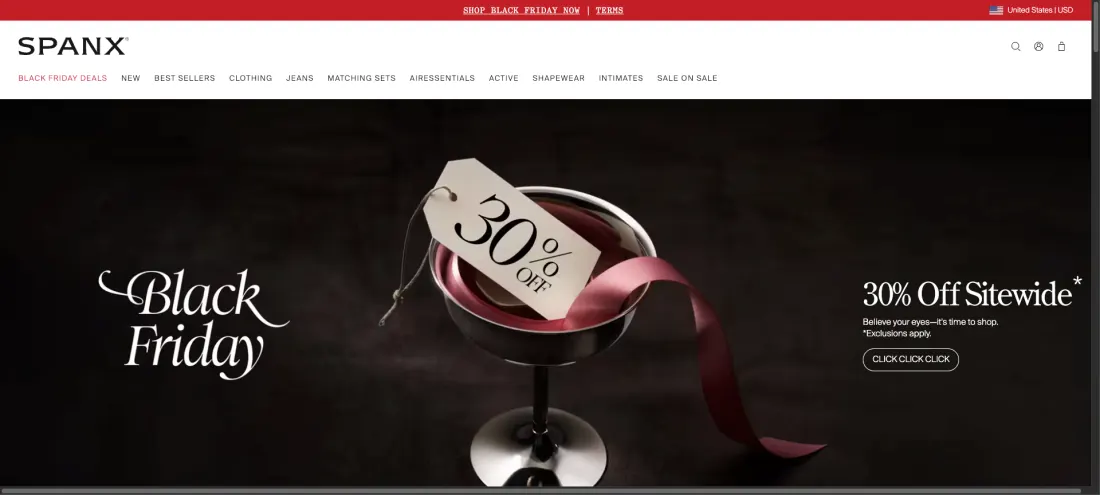 SHOP BLACK FRIDAY NOW | TERMS
United States | USD
SPANX®
BLACK FRIDAY DEALS NEW BEST SELLERS CLOTHING JEANS MATCHING SETS AIRESSENTIALS ACTIVE SHAPEWEAR INTIMATES SALE ON SALE
30%
OFF
Black
Friday
30% Off Sitewide*
Believe your eyes—it's time to shop.
*Exclusions apply.
CLICK CLICK CLICK